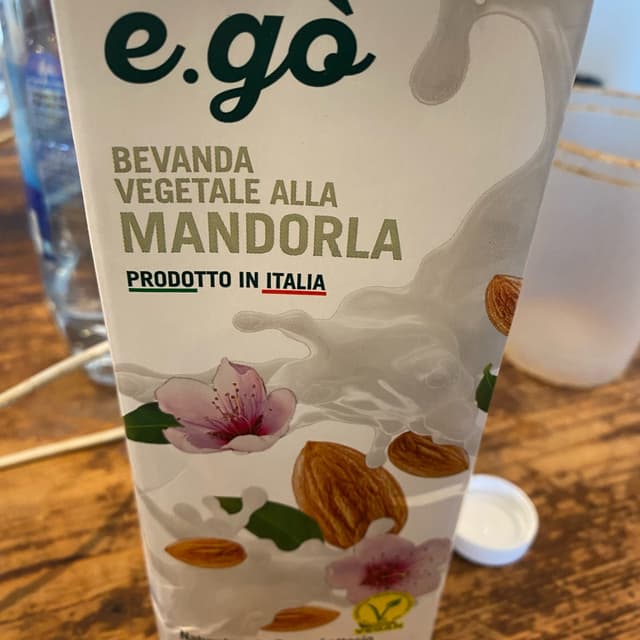 e.gò
BEVANDA
VEGETALE ALLA
MANDORLA
PRODOTTO IN ITALIA